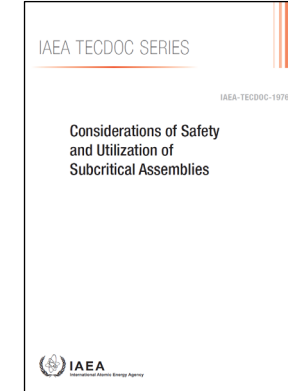 IAEA TECDOC SERIES
IAEA-TECDOC-1976
Considerations of Safety
and Utilization of
Subcritical Assemblies
IAEA
International Atomic Energy Agency